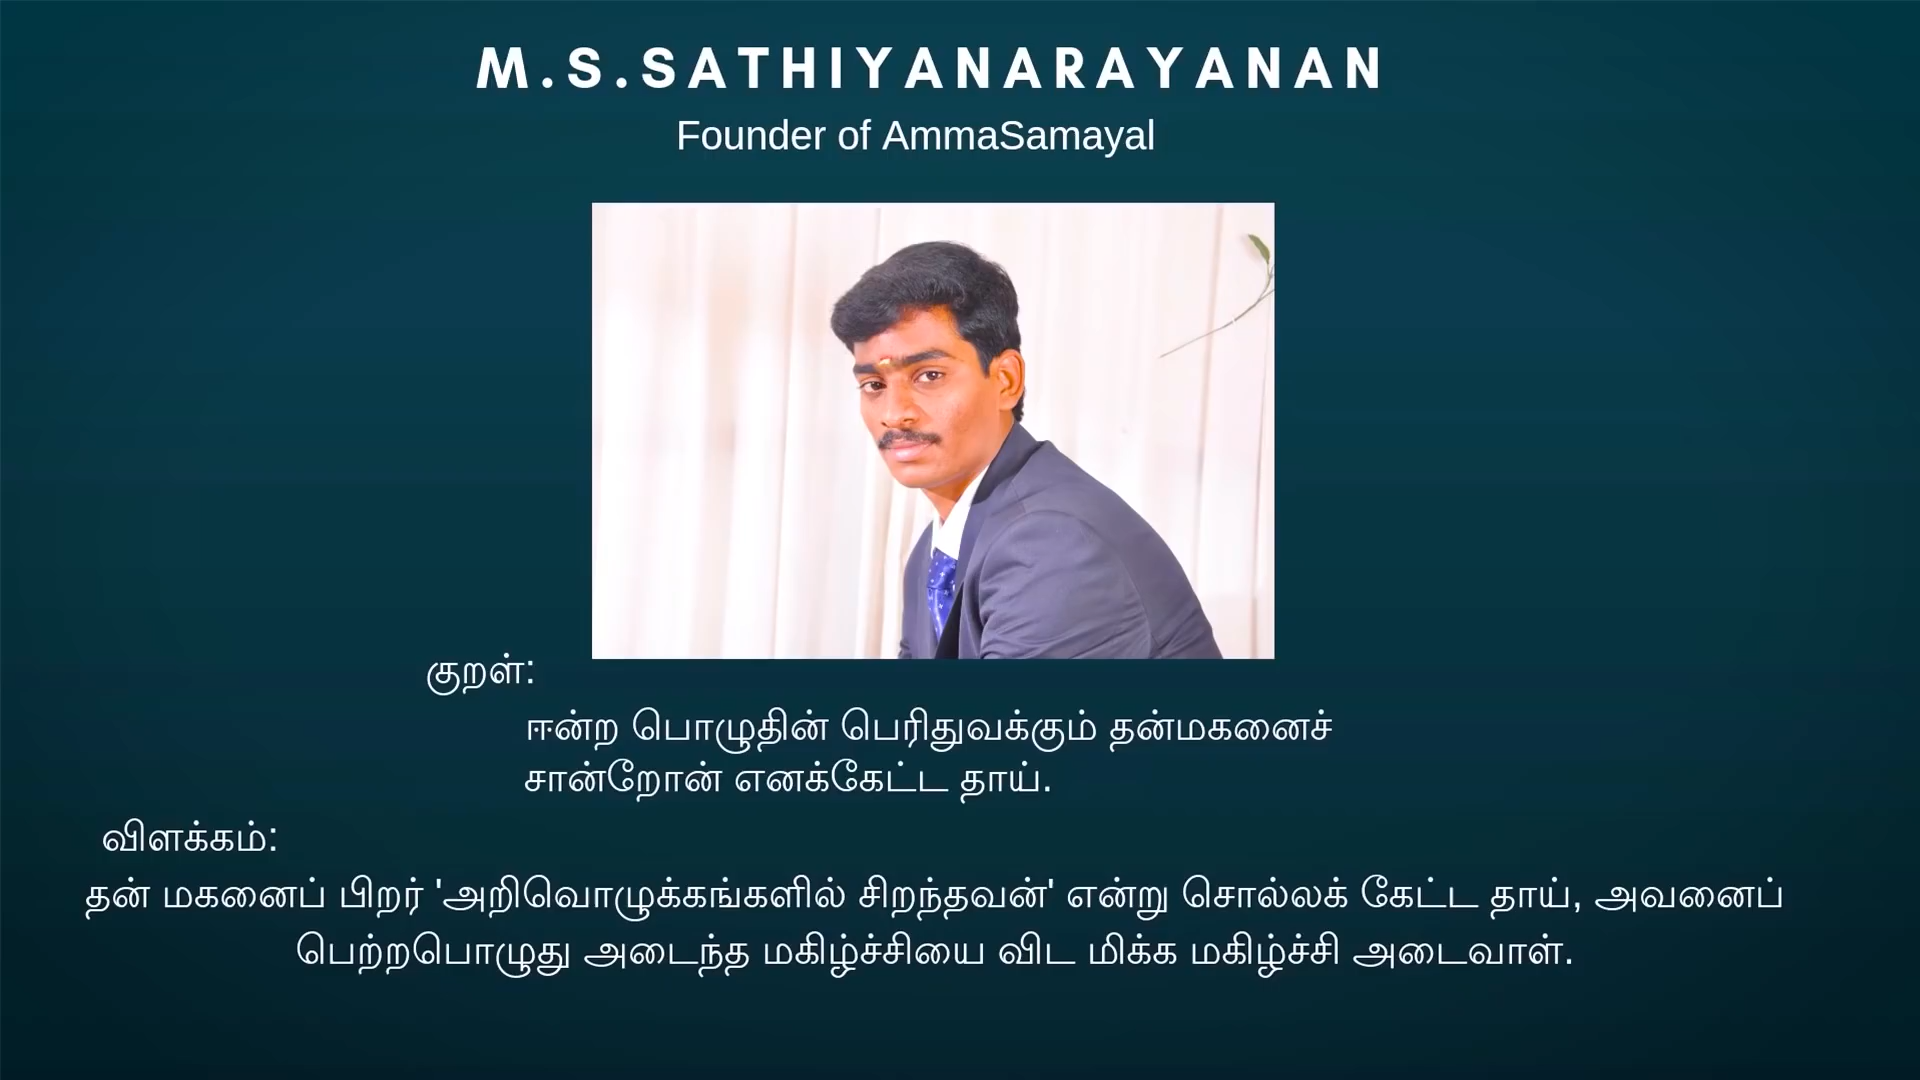 M.S.SATHIYANARAYANAN
Founder of AmmaSamayal
குறள்:
ஈன்ற பொழுதின் பெரிதுவக்கும் தன்மகனைச்
சான்றோன் எனக்கேட்ட தாய்.
விளக்கம்:
தன் மகனைப் பிறர் 'அறிவொழுக்கங்களில் சிறந்தவன்' என்று சொல்லக் கேட்ட தாய், அவனைப்
பெற்றபொழுது அடைந்த மகிழ்ச்சியை விட மிக்க மகிழ்ச்சி அடைவாள்.